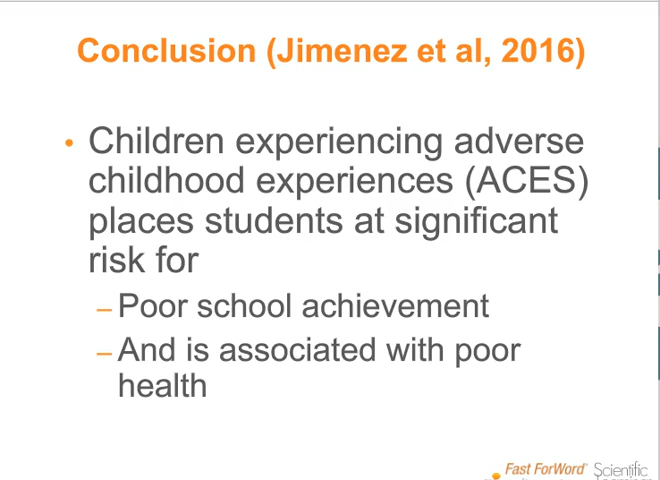 Conclusion (Jimenez et al, 2016)
• Children experiencing adverse
childhood experiences (ACES)
places students at significant
risk for
– Poor school achievement
– And is associated with poor
health
Fast ForWord Scientific